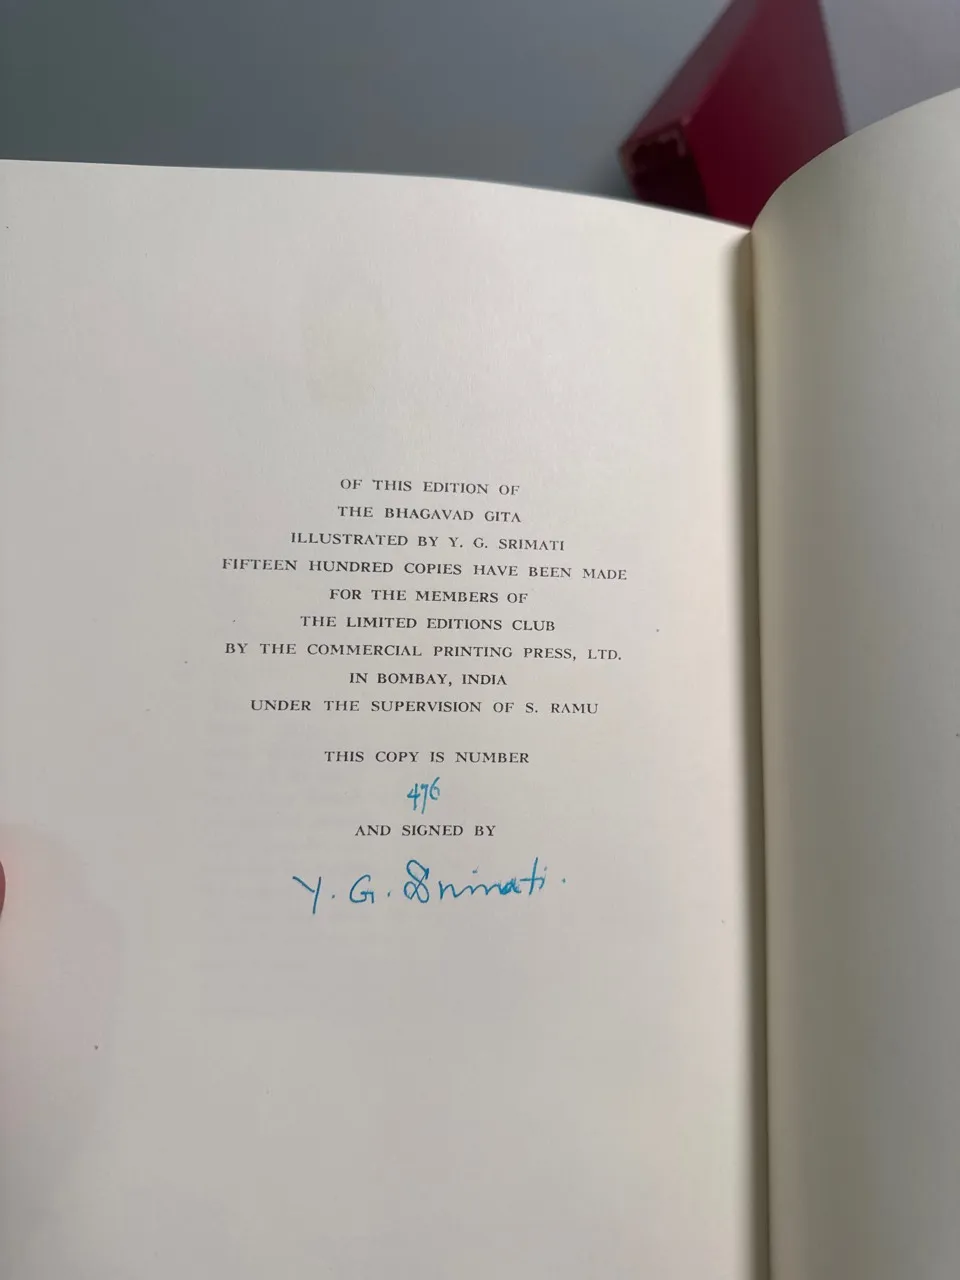 OF THIS EDITION OF
THE BHAGAVAD GITA
ILLUSTRATED BY Y. G. SRIMATI
FIFTEEN HUNDRED COPIES HAVE BEEN MADE
FOR THE MEMBERS OF
THE LIMITED EDITIONS CLUB
BY THE COMMERCIAL PRINTING PRESS, LTD.
IN BOMBAY, INDIA
UNDER THE SUPERVISION OF S. RAMU
THIS COPY IS NUMBER
476
AND SIGNED BY
Y. G. Srimati.